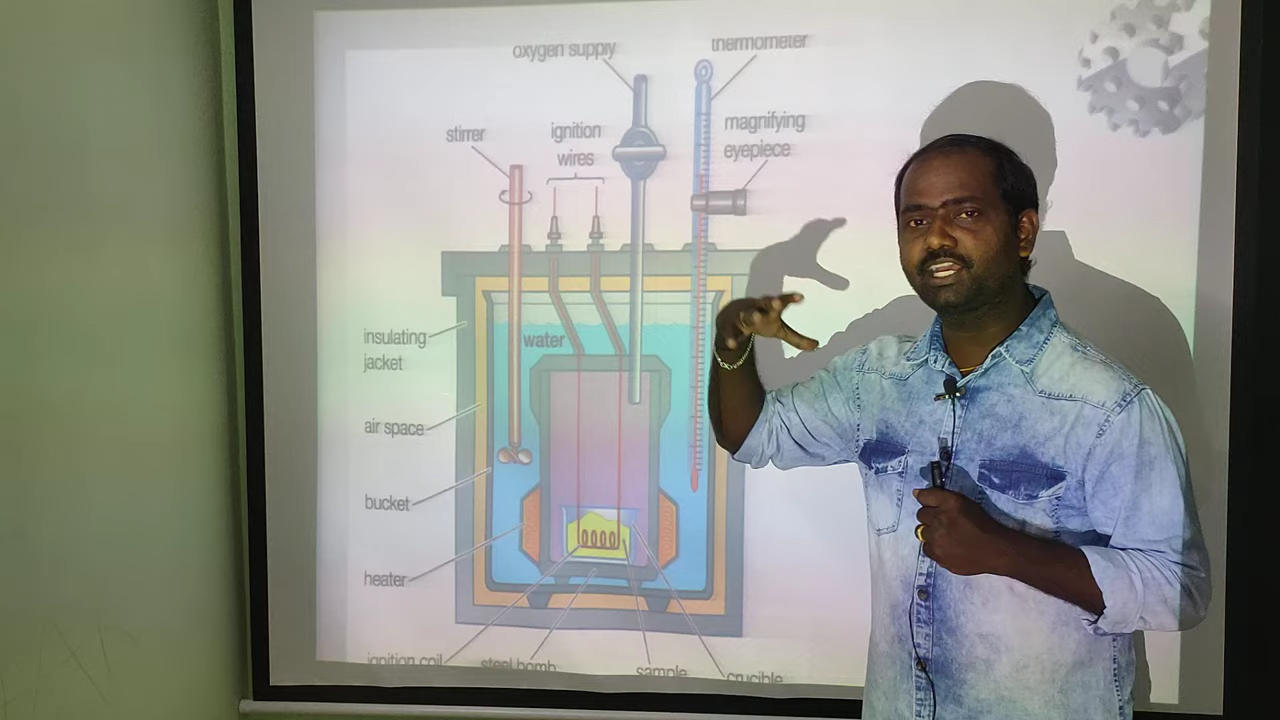 oxygen supply
thermometer
stirrer
ignition
wires
magnifying
eyepiece
water
insulating
jacket
air space
bucket
heater
ignition coil
steel bomb
sample
crucible